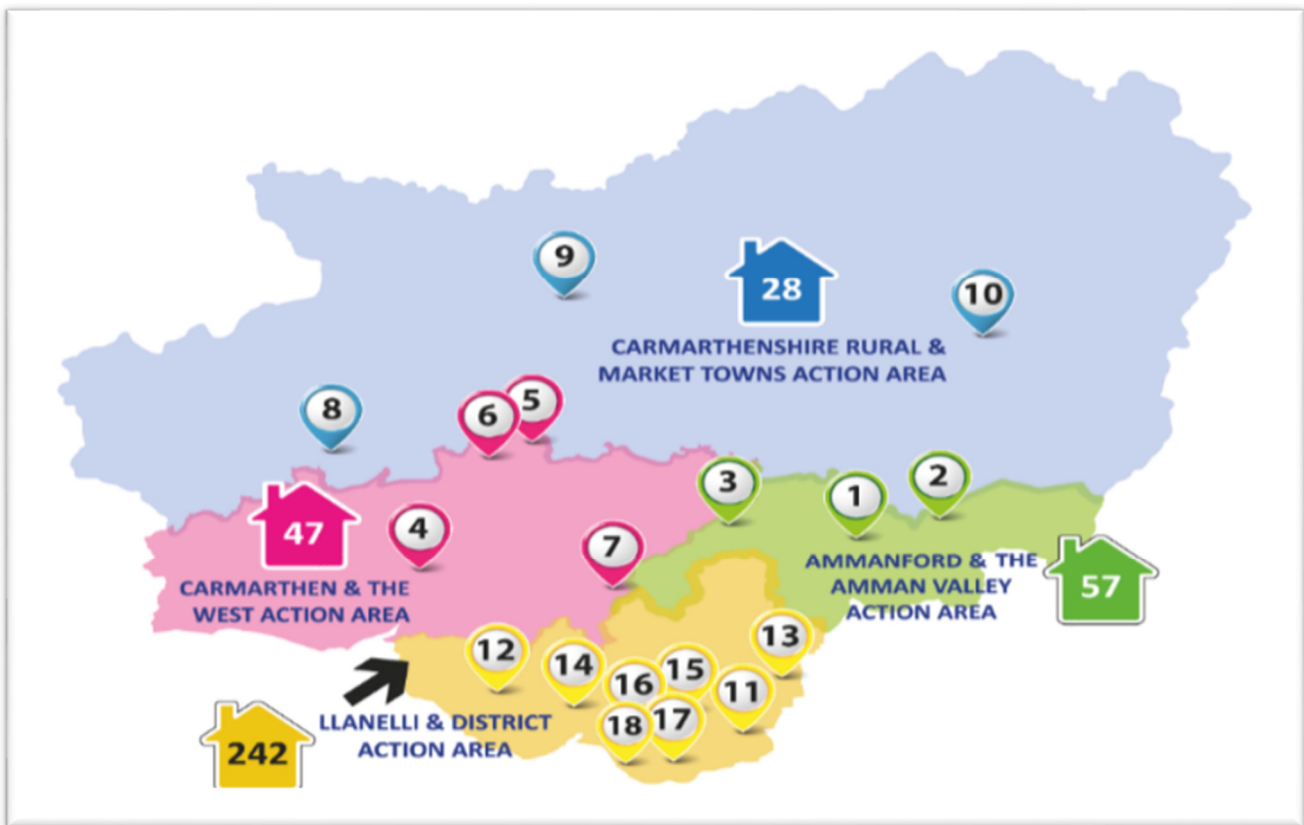 9
28
10
CARMARTHENSHIRE RURAL &
MARKET TOWNS ACTION AREA
8
6
5
3
1
2
47
4
7
CARMARTHEN & THE
WEST ACTION AREA
AMMANFORD & THE
AMMAN VALLEY
ACTION AREA
57
12
14
16
15
13
11
18
17
LLANELLI & DISTRICT
ACTION AREA
242